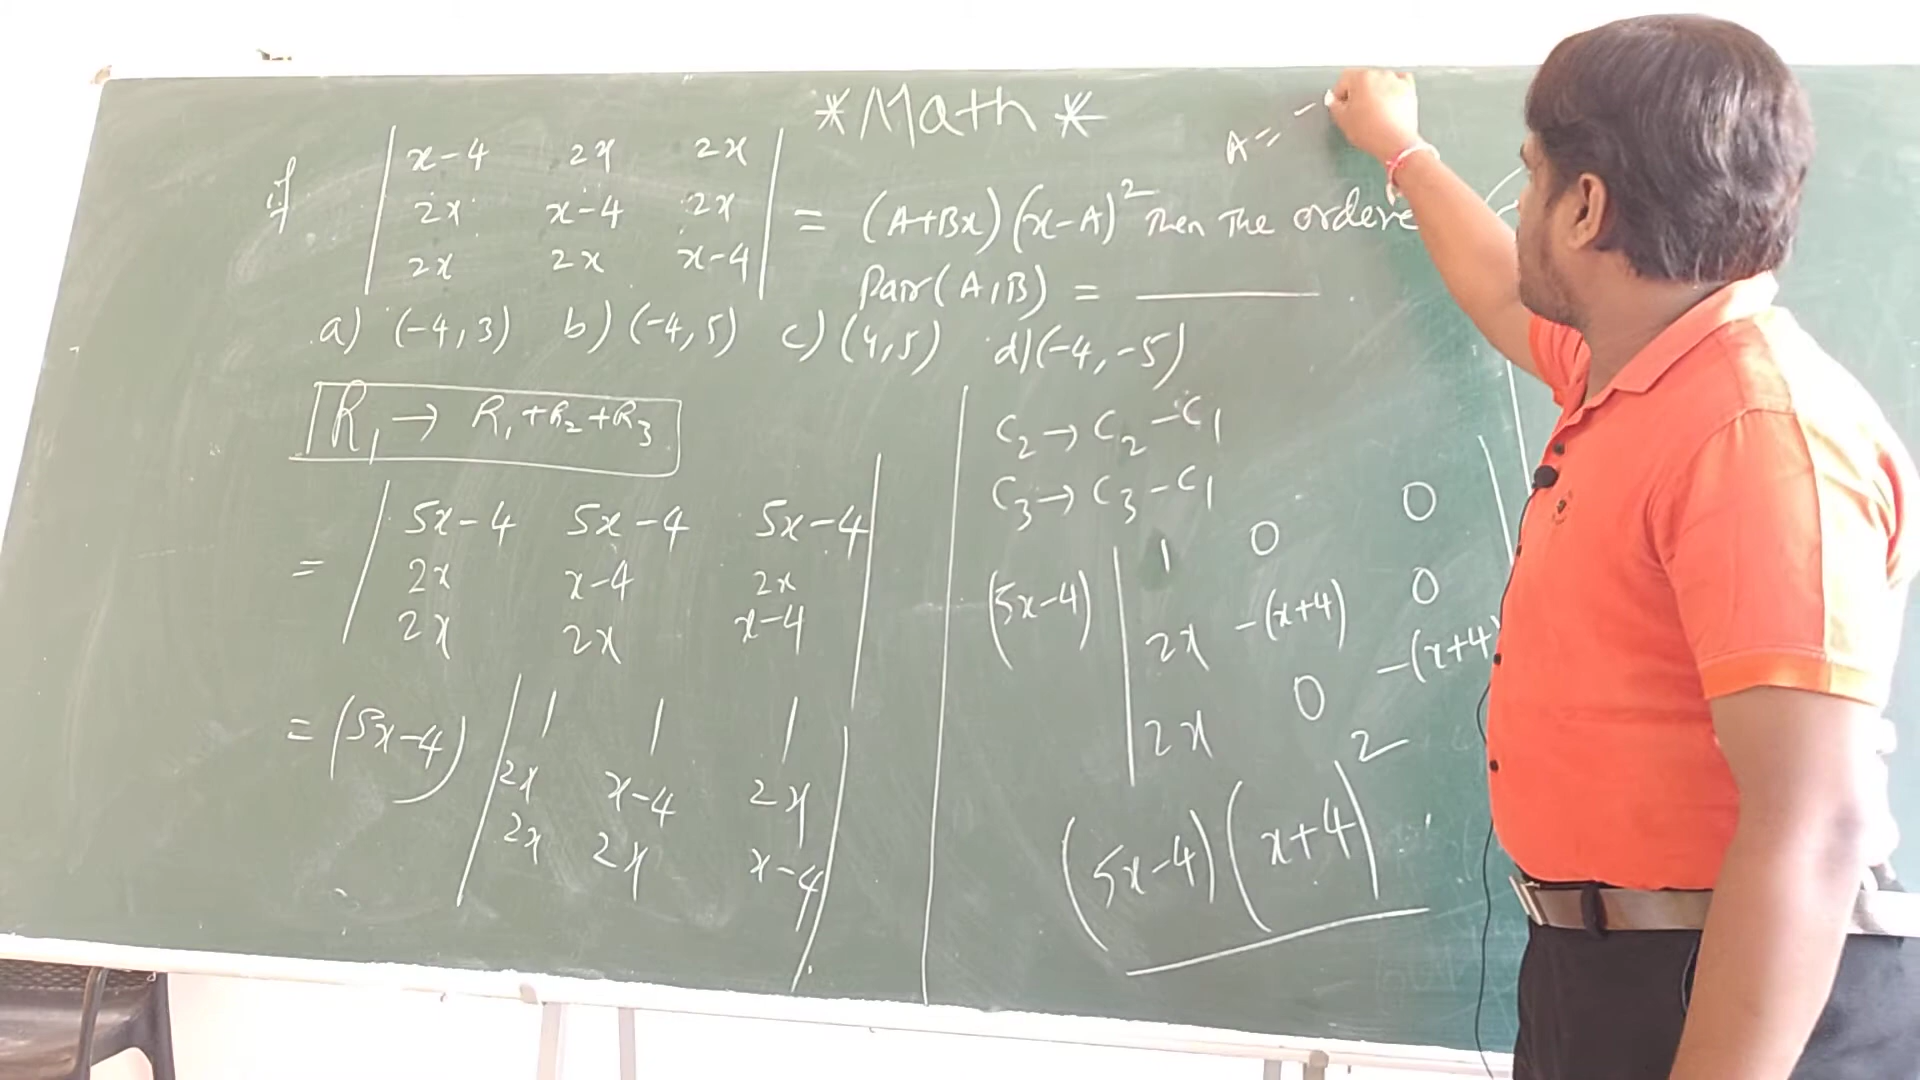 *Math*
A= -
if | x-4 2x 2x |
| 2x x-4 2x | = (A+Bx)(x-A)² Then The ordere
| 2x 2x x-4 | Pair(A,B) = ______
a) (-4,3) b) (-4,5) c) (4,5) d) (-4,-5)
R₁ → R₁+R₂+R₃
= | 5x-4 5x-4 5x-4 |
| 2x x-4 2x |
| 2x 2x x-4 |
= (5x-4) | 1 1 1 |
| 2x x-4 2x |
| 2x 2x x-4 |
C₂ → C₂-C₁
C₃ → C₃-C₁
(5x-4) | 1 0 0 |
| 2x -(x+4) 0 |
| 2x 0 -(x+4)
(5x-4)(x+4)²